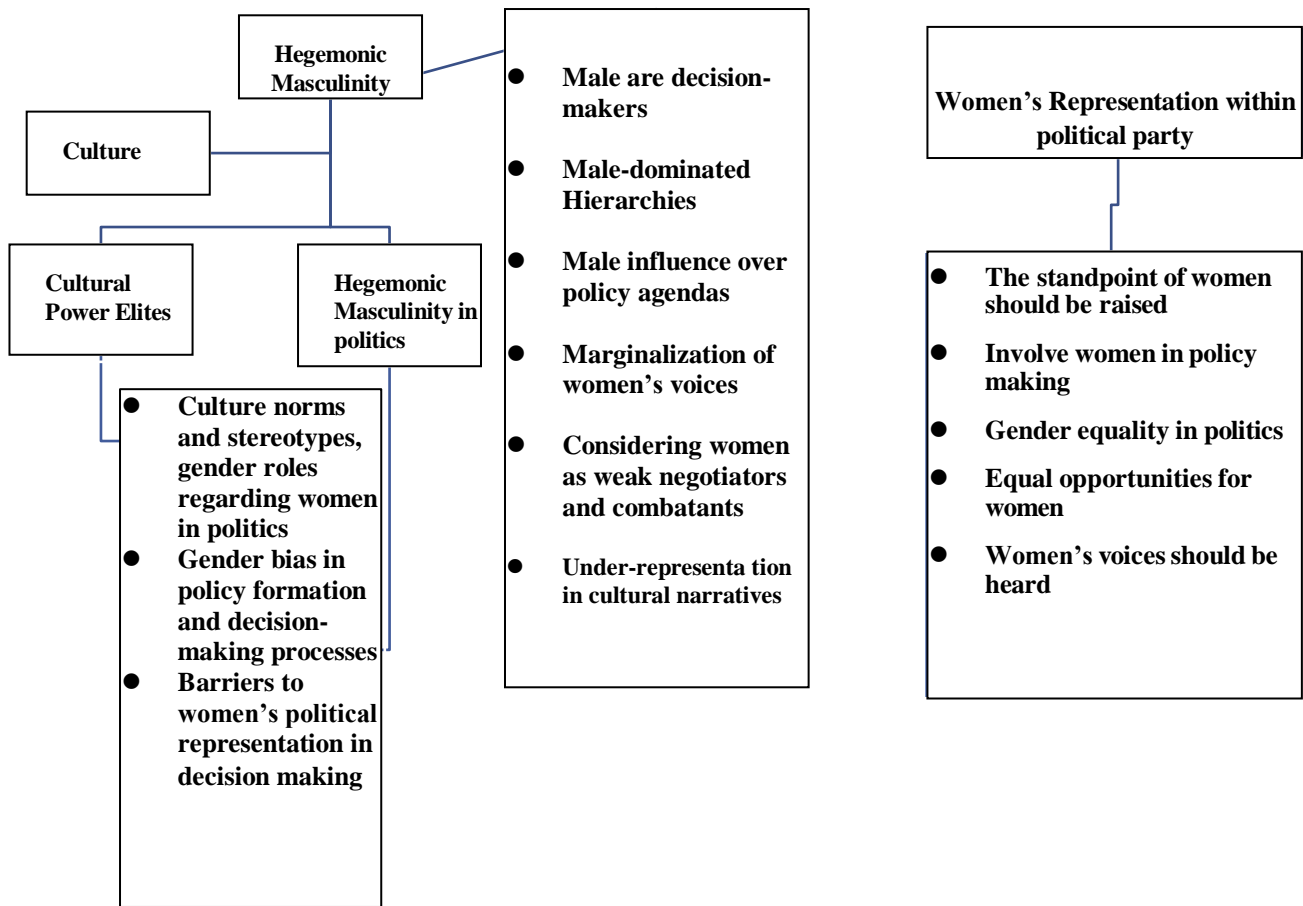 Hegemonic
Masculinity
Culture
Cultural
Power Elites
Hegemonic
Masculinity in
politics
● Culture norms
and stereotypes,
gender roles
regarding women
in politics
● Gender bias in
policy formation
and decision-
making processes
● Barriers to
women’s political
representation in
decision making
● Male are decision-
makers
● Male-dominated
Hierarchies
● Male influence over
policy agendas
● Marginalization of
women’s voices
● Considering women
as weak negotiators
and combatants
● Under-representa tion
in cultural narratives
Women’s Representation within
political party
● The standpoint of women
should be raised
● Involve women in policy
making
● Gender equality in politics
● Equal opportunities for
women
● Women’s voices should be
heard